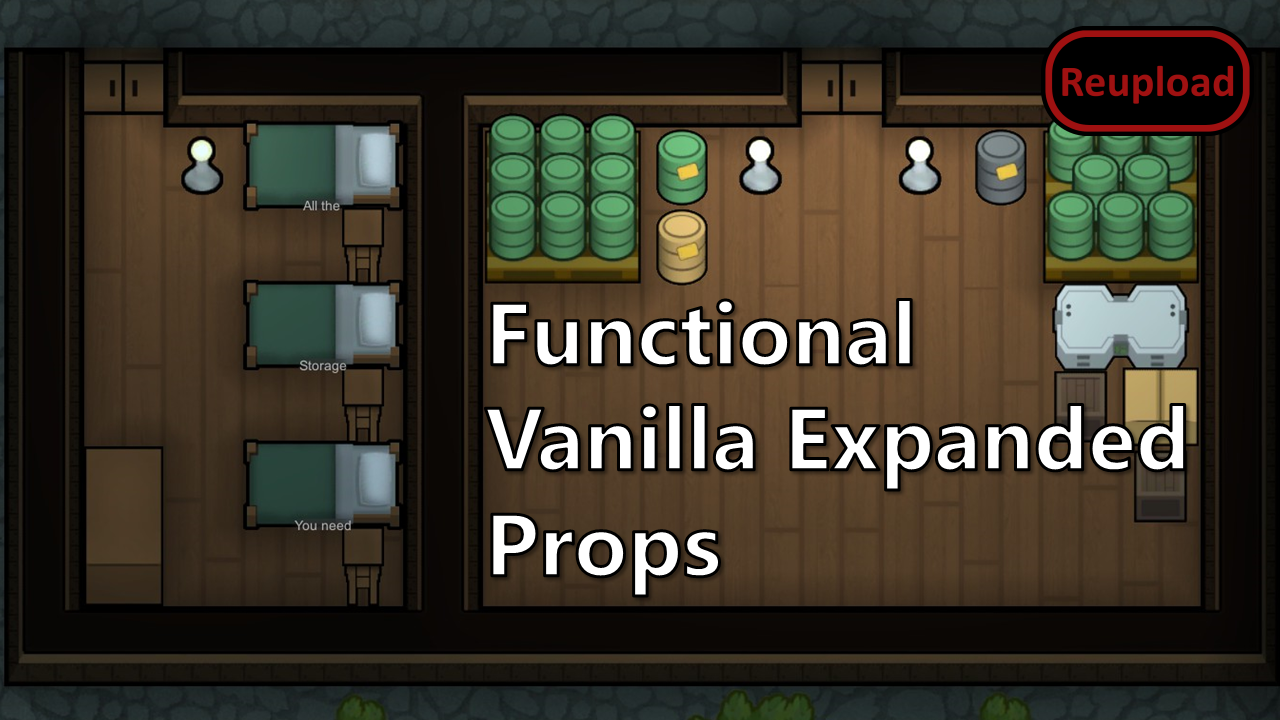 Reupload
All the
Storage
You need
Functional
Vanilla Expanded
Props